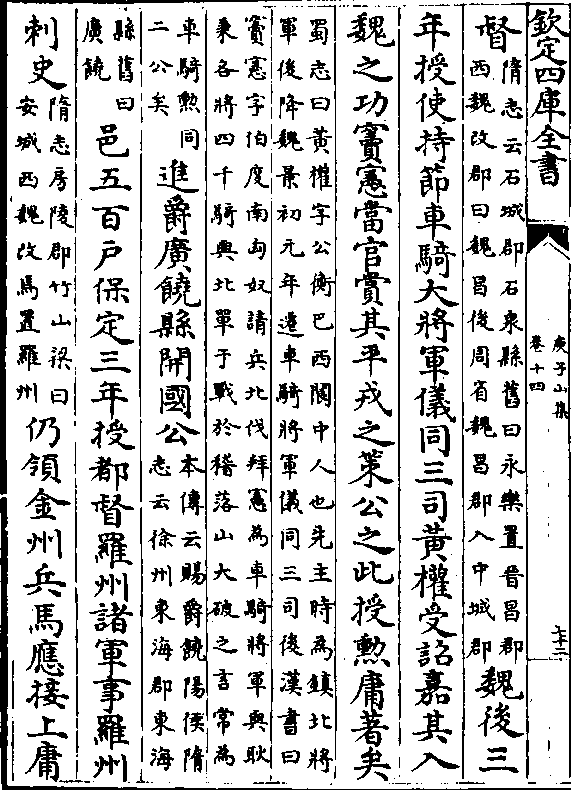 欽定四庫全書
庾子山集
卷十四
督
隋志云石城郡石泉縣舊曰永樂置晉昌郡
西魏改郡曰魏昌後周省魏昌郡入中城郡
魏後三
年授使持節車騎大將軍儀同三司黄權受詔嘉其入
魏之功竇憲當官賞其平戎之策公之此授勲庸著矣
蜀志曰黄權字公衡巴西閬中人也先主時為鎮北將
軍後降魏景初元年遷車騎將軍儀同三司後漢書曰
竇憲字伯度南匈奴請兵北伐拜憲為車騎將軍與耿
秉各將四千騎與北單于戰於稽落山大破之言常為
車騎勲同
二公矣
進爵廣饒縣開國公
本傳云賜爵饒陽侯隋
志云徐州東海郡東海
縣舊曰
廣饒
邑五百户保定三年授都督羅州諸軍事羅州
刺史
隋志房陵郡竹山梁曰
安城西魏改焉置羅州
仍領金州兵馬應接上庸